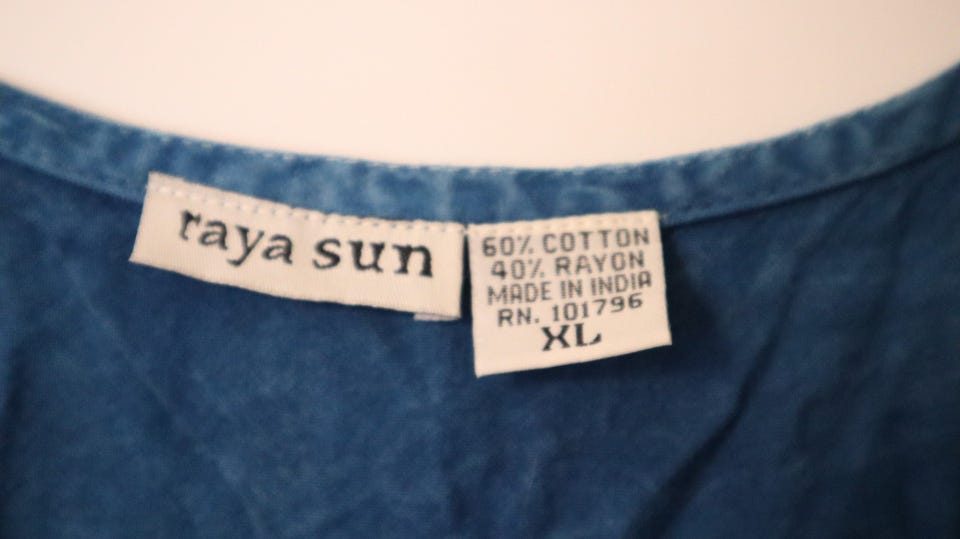 raya sun
60% COTTON
40% RAYON
MADE IN INDIA
RN. 101796
XL